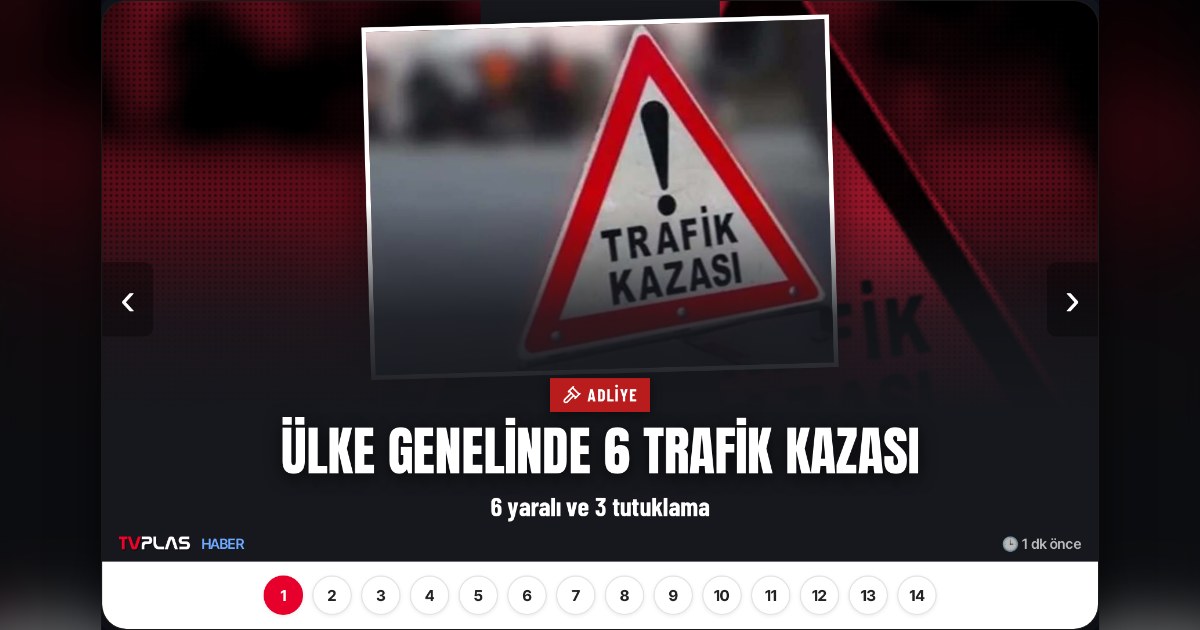 TRAFİK
KAZASI
FİK
ADLİYE
ÜLKE GENELİNDE 6 TRAFİK KAZASI
6 yaralı ve 3 tutuklama
TVPLAS HABER
1 dk önce
1 2 3 4 5 6 7 8 9 10 11 12 13 14